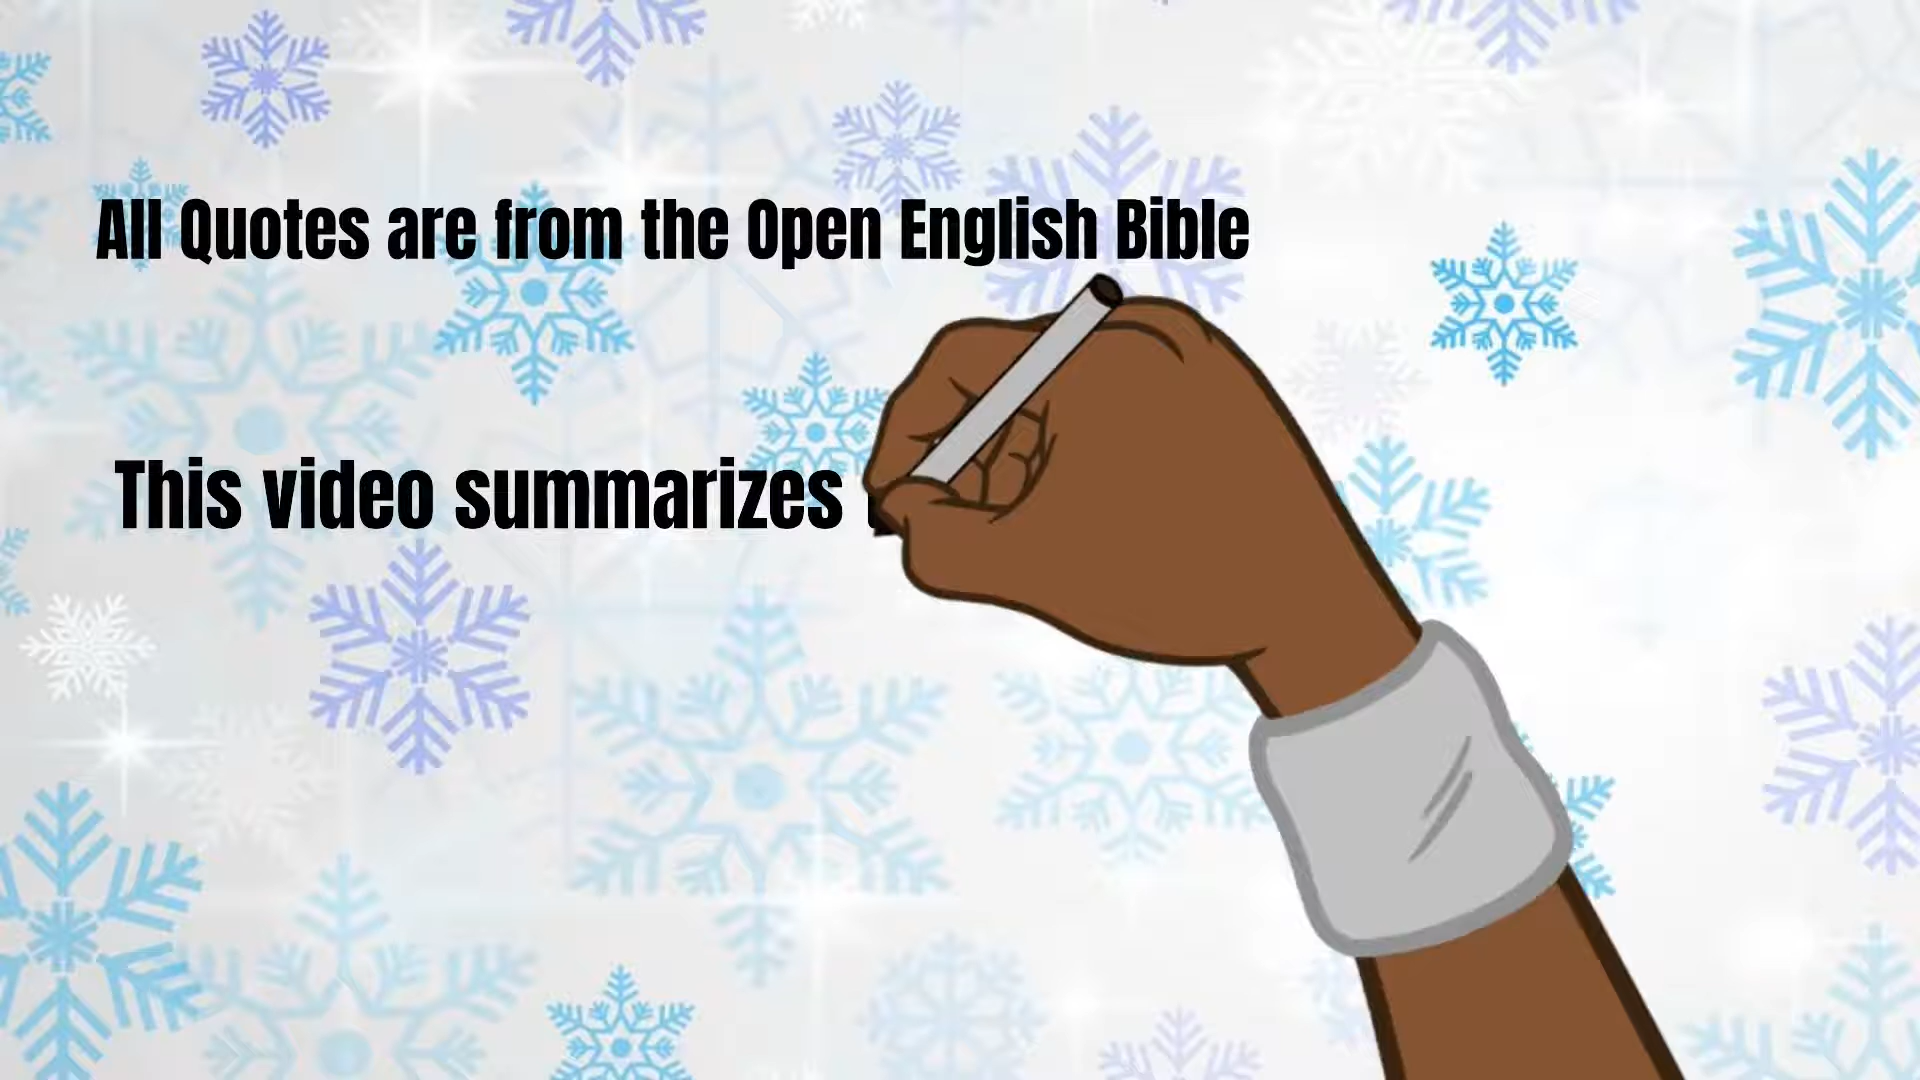 All Quotes are from the Open English Bible
This video summarizes